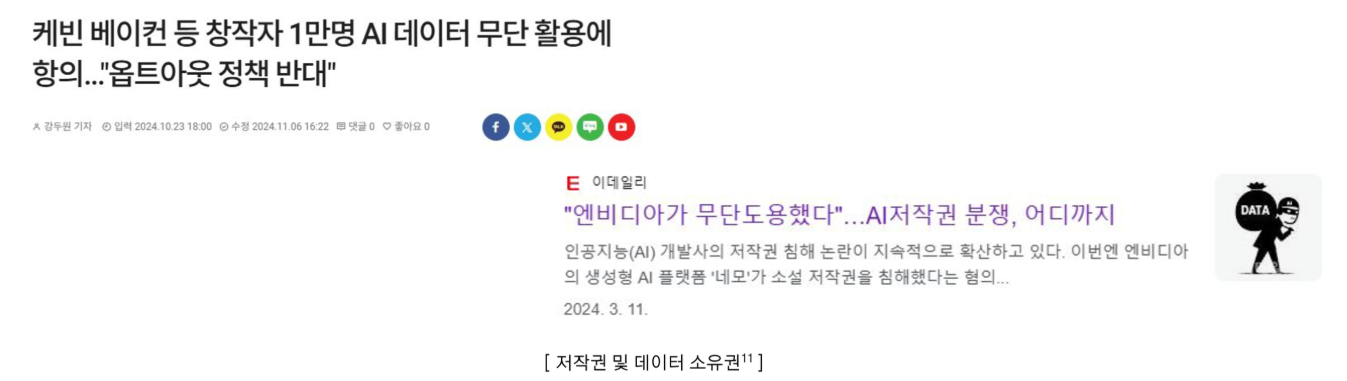 케빈 베이컨 등 창작자 1만명 AI 데이터 무단 활용에
항의..."옵트아웃 정책 반대"
강두원 기자 입력 2024.10.23 18:00 수정 2024.11.06 16:22 댓글 0 좋아요 0
E 이데일리
"엔비디아가 무단도용했다"...AI저작권 분쟁, 어디까지
인공지능(AI) 개발사의 저작권 침해 논란이 지속적으로 확산하고 있다. 이번엔 엔비디아
의 생성형 AI 플랫폼 '네모'가 소설 저작권을 침해했다는 혐의...
2024. 3. 11.
DATA
AI
[ 저작권 및 데이터 소유권11 ]